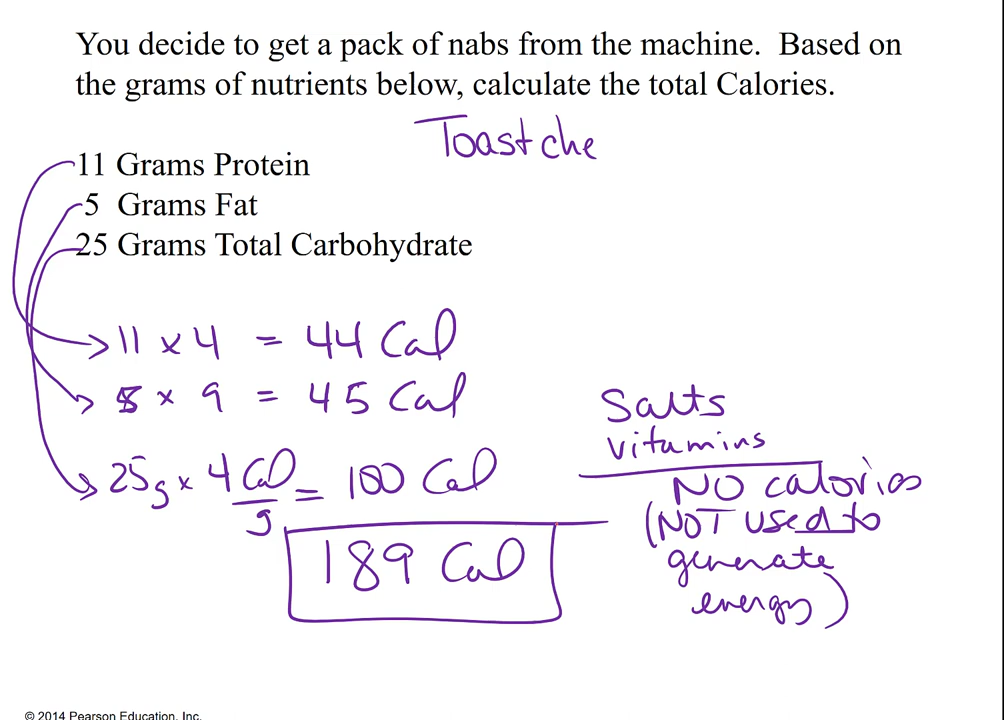 You decide to get a pack of nabs from the machine.  Based on
the grams of nutrients below, calculate the total Calories.
Toastche
11 Grams Protein
5  Grams Fat
25 Grams Total Carbohydrate
11 x 4 = 44 Cal
5 x 9 = 45 Cal
25g x 4 Cal/g = 100 Cal
189 Cal
Salts
vitamins
NO calories
(NOT used to
generate
energy)
© 2014 Pearson Education, Inc.